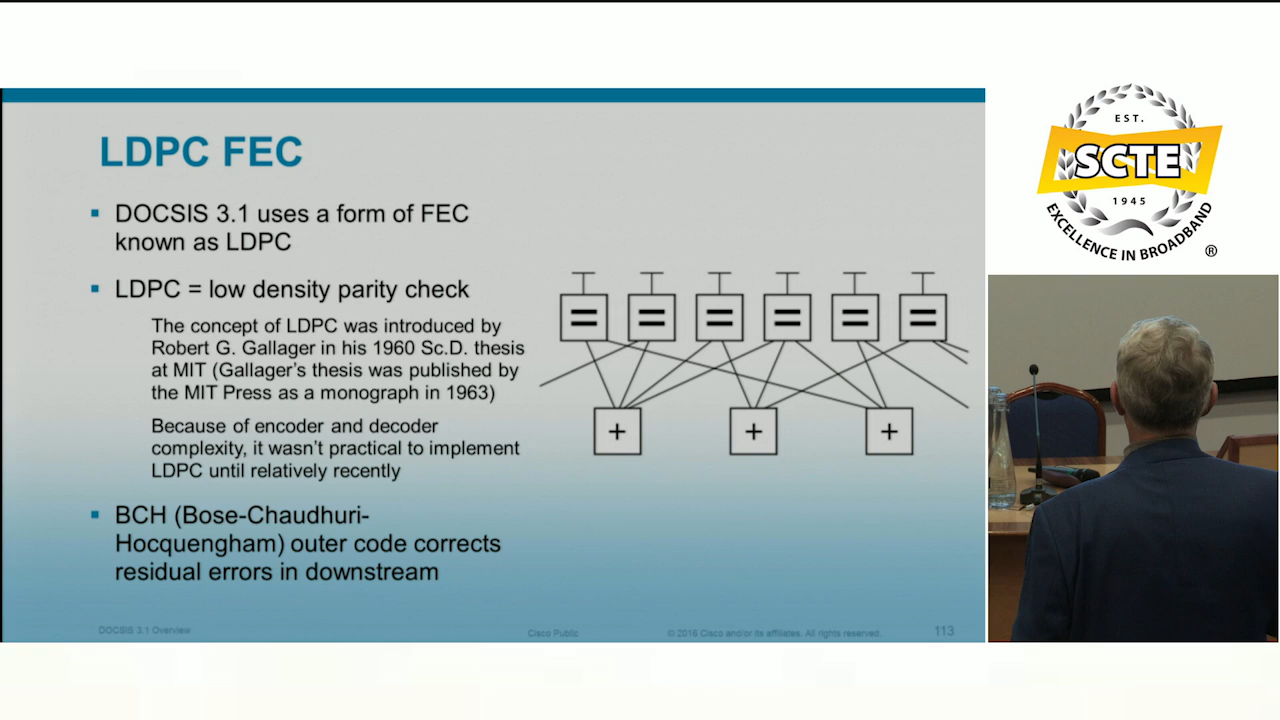 LDPC FEC
DOCSIS 3.1 uses a form of FEC
known as LDPC
LDPC = low density parity check
The concept of LDPC was introduced by
Robert G. Gallager in his 1960 Sc.D. thesis
at MIT (Gallager's thesis was published by
the MIT Press as a monograph in 1963)
Because of encoder and decoder
complexity, it wasn't practical to implement
LDPC until relatively recently
BCH (Bose-Chaudhuri-
Hocquengham) outer code corrects
residual errors in downstream
= = = = = =
+ + +
DOCSIS 3.1 Overview
Cisco Public
© 2016 Cisco and/or its affiliates. All rights reserved.
113
EST.
SCTE
1945
EXCELLENCE IN BROADBAND
®